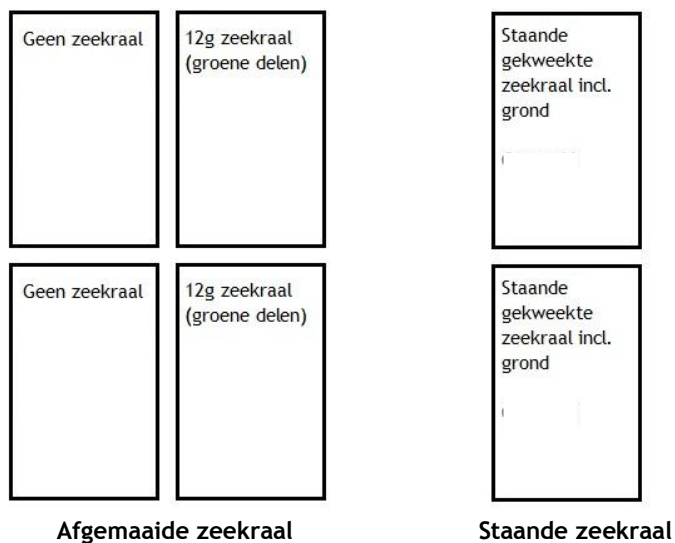 Geen zeekraal
12g zeekraal
(groene delen)
Staande
gekweekte
zeekraal incl.
grond
Geen zeekraal
12g zeekraal
(groene delen)
Staande
gekweekte
zeekraal incl.
grond
Afgemaaide zeekraal
Staande zeekraal